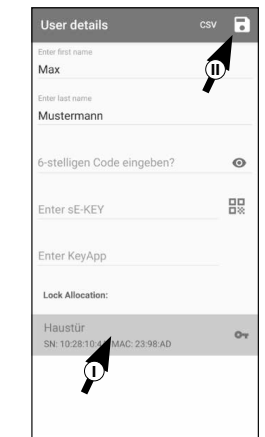 User details CSV
Enter first name
Max
II
Enter last name
Mustermann
6-stelligen Code eingeben?
Enter sE-KEY
Enter KeyApp
Lock Allocation:
Haustür
SN: 10:28:10:4 MAC: 23:98:AD
I